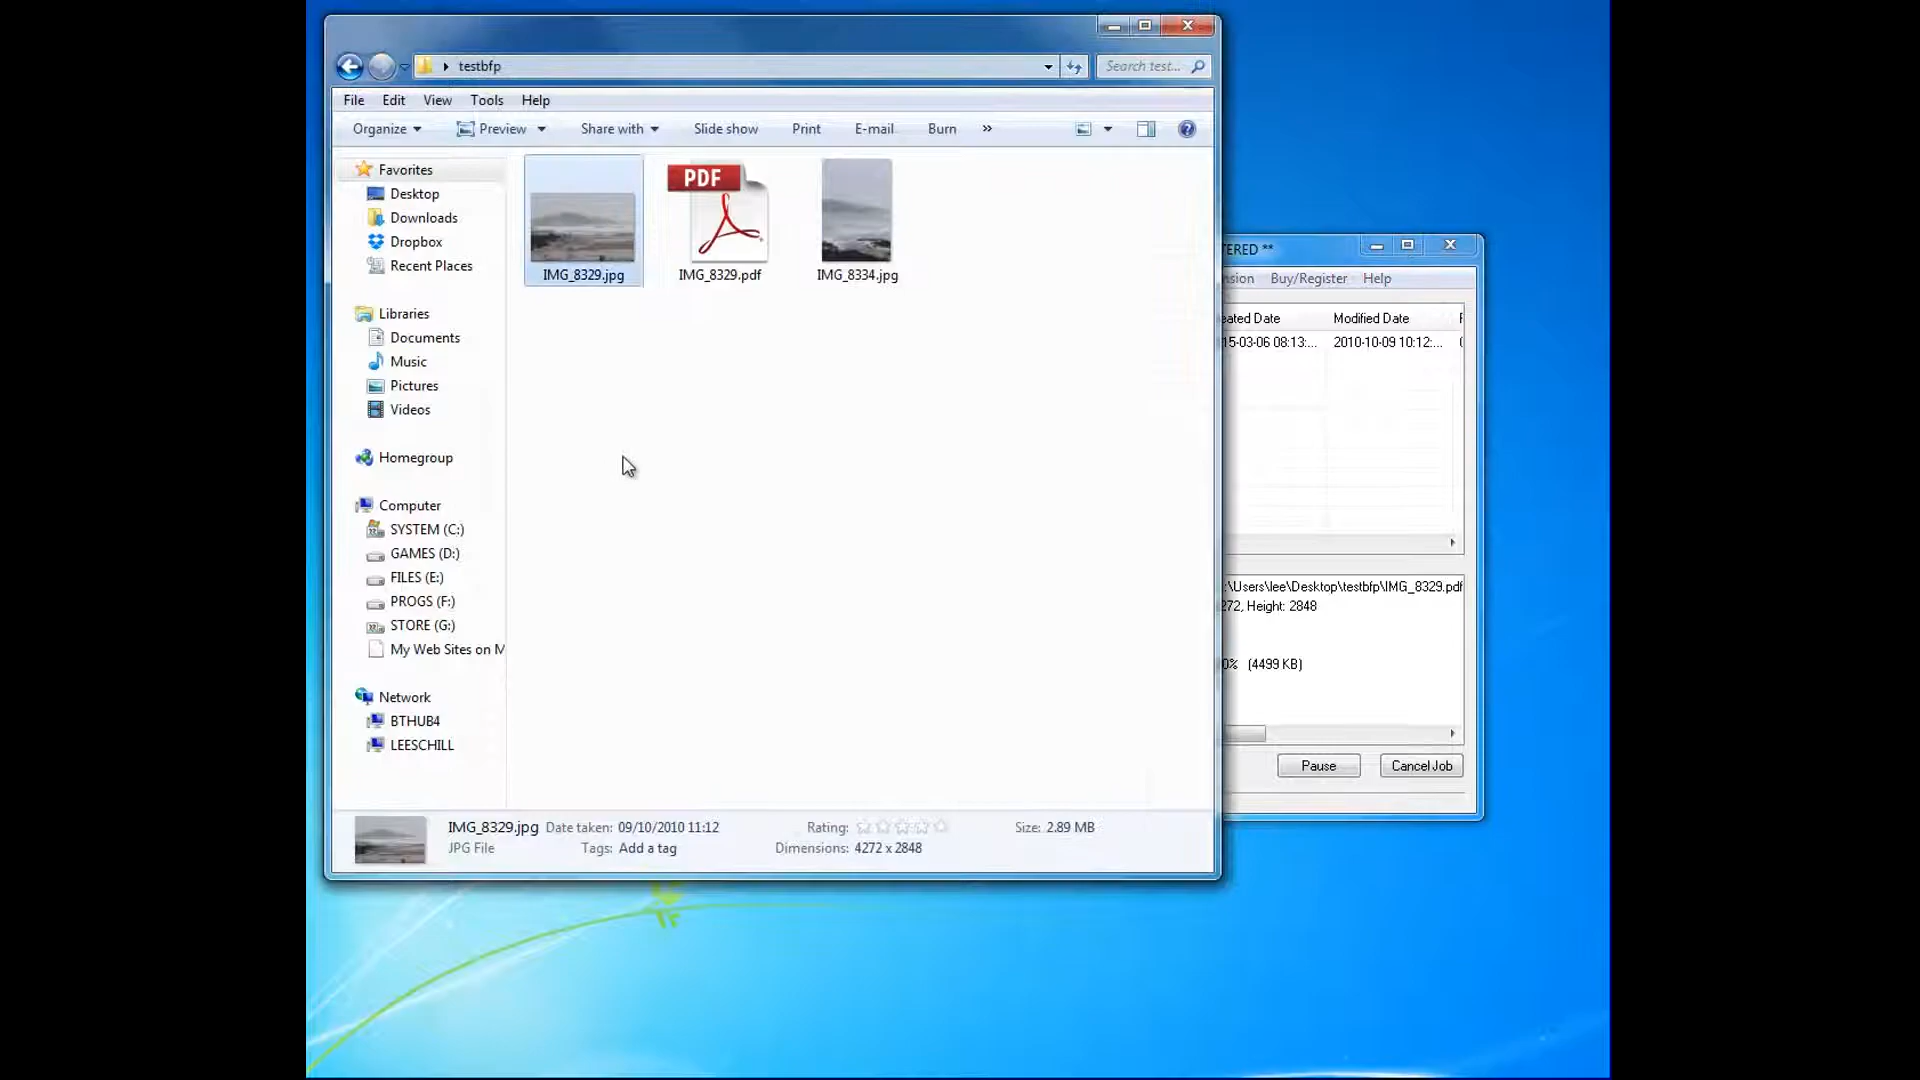 testbfp
Search test...
File Edit View Tools Help
Organize Preview Share with Slide show Print E-mail Burn »
Favorites
Desktop
Downloads
Dropbox
Recent Places
Libraries
Documents
Music
Pictures
Videos
Homegroup
Computer
SYSTEM (C:)
GAMES (D:)
FILES (E:)
PROGS (F:)
STORE (G:)
My Web Sites on M
Network
BTHUB4
LEESCHILL
PDF
IMG_8329.jpg IMG_8329.pdf IMG_8334.jpg
IMG_8329.jpg Date taken: 09/10/2010 11:12 Rating: Size: 2.89 MB
JPG File Tags: Add a tag Dimensions: 4272 x 2848
TERED **
nsion Buy/Register Help
eated Date Modified Date
15-03-06 08:13:... 2010-10-09 10:12:...
:\Users\lee\Desktop\testbfp\IMG_8329.pdf
272, Height: 2848
0% (4499 KB)
Pause Cancel Job